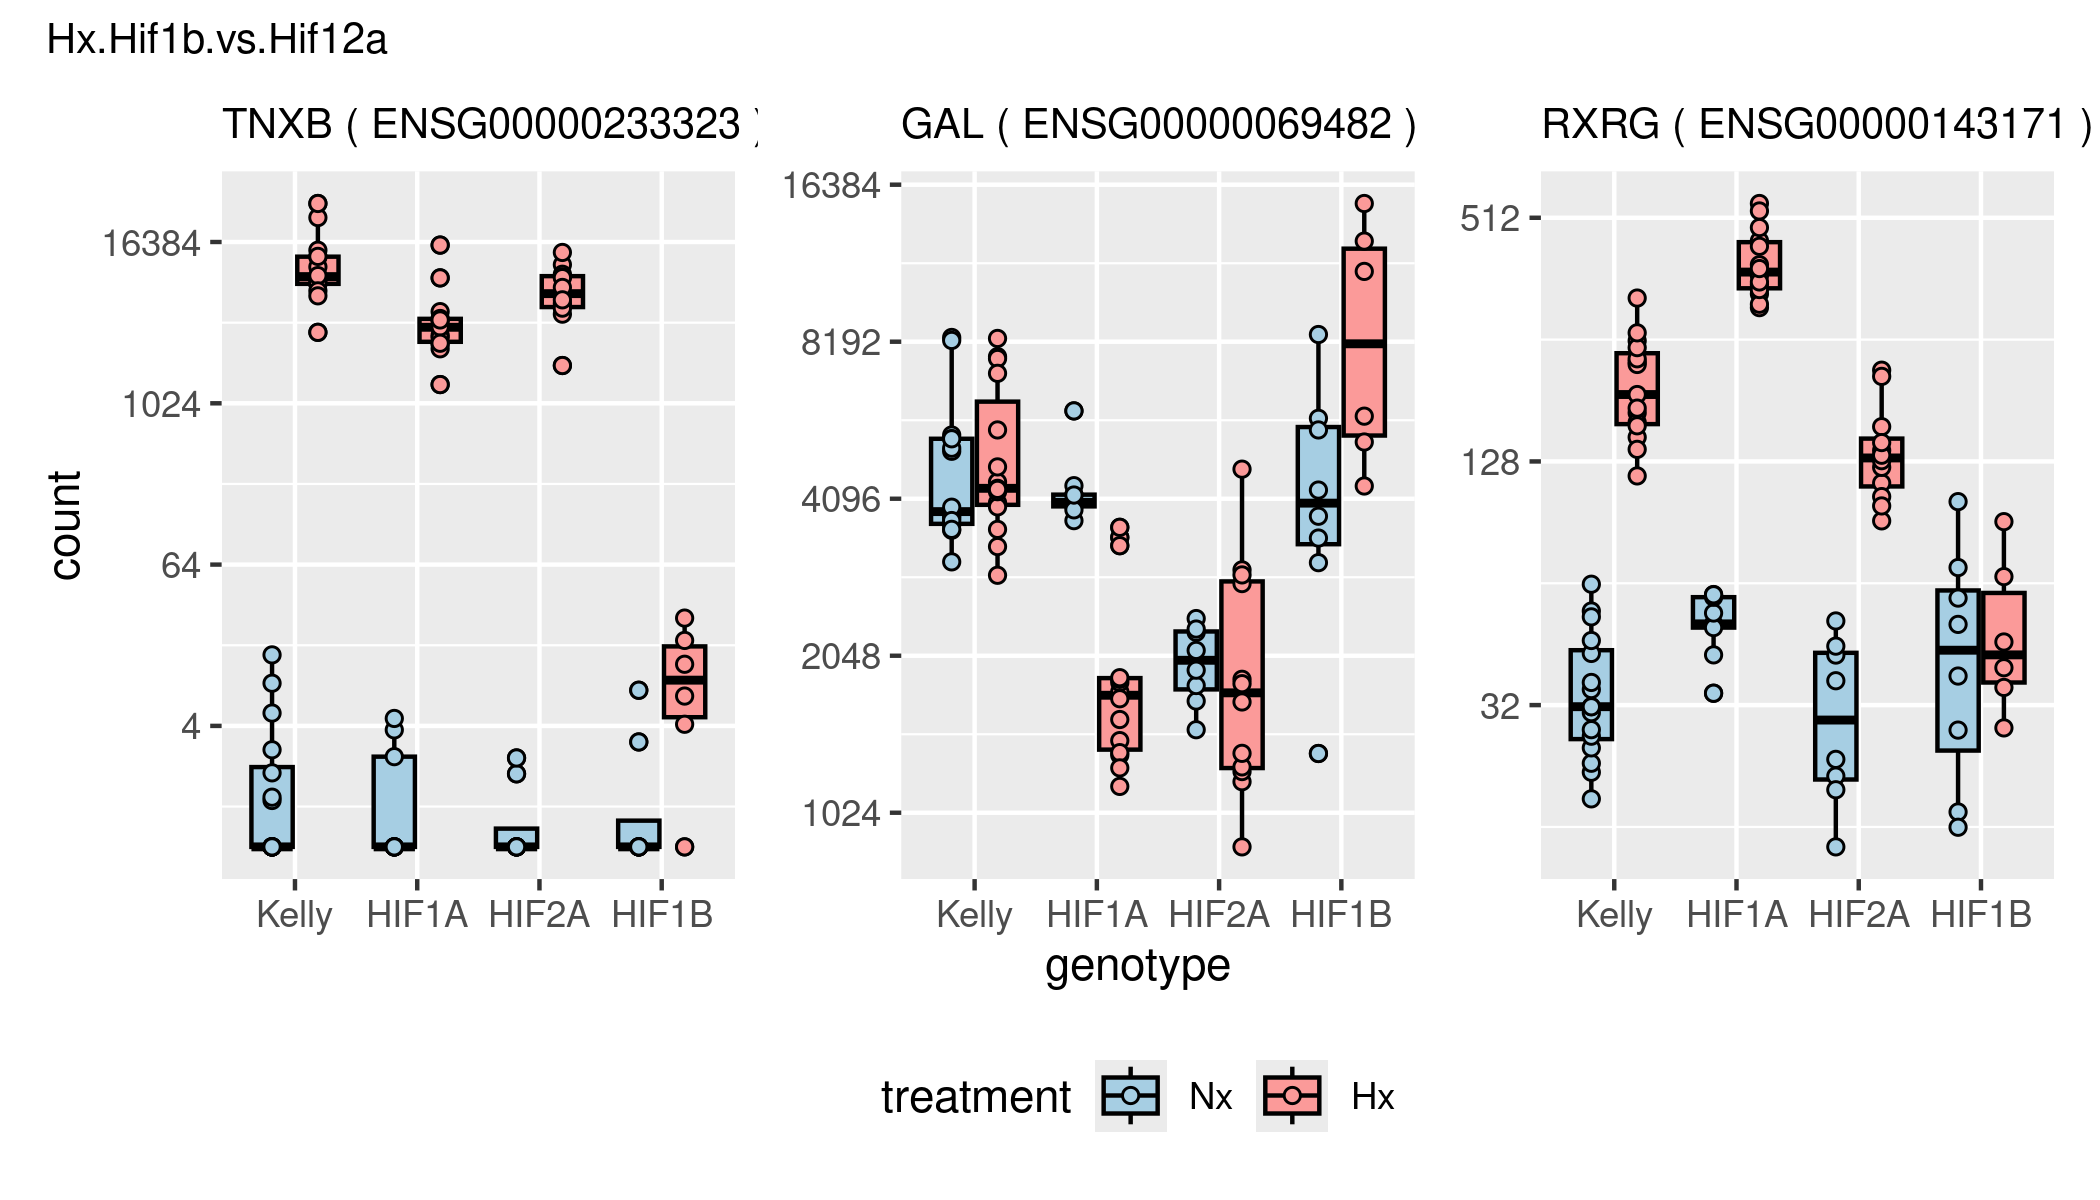 Hx.Hif1b.vs.Hif12a
TNXB ( ENSG00000233323 )
GAL ( ENSG00000069482 )
RXRG ( ENSG00000143171 )
count
16384
1024
64
4
Kelly HIF1A HIF2A HIF1B
16384
8192
4096
2048
1024
Kelly HIF1A HIF2A HIF1B
512
128
32
Kelly HIF1A HIF2A HIF1B
genotype
treatment Nx Hx